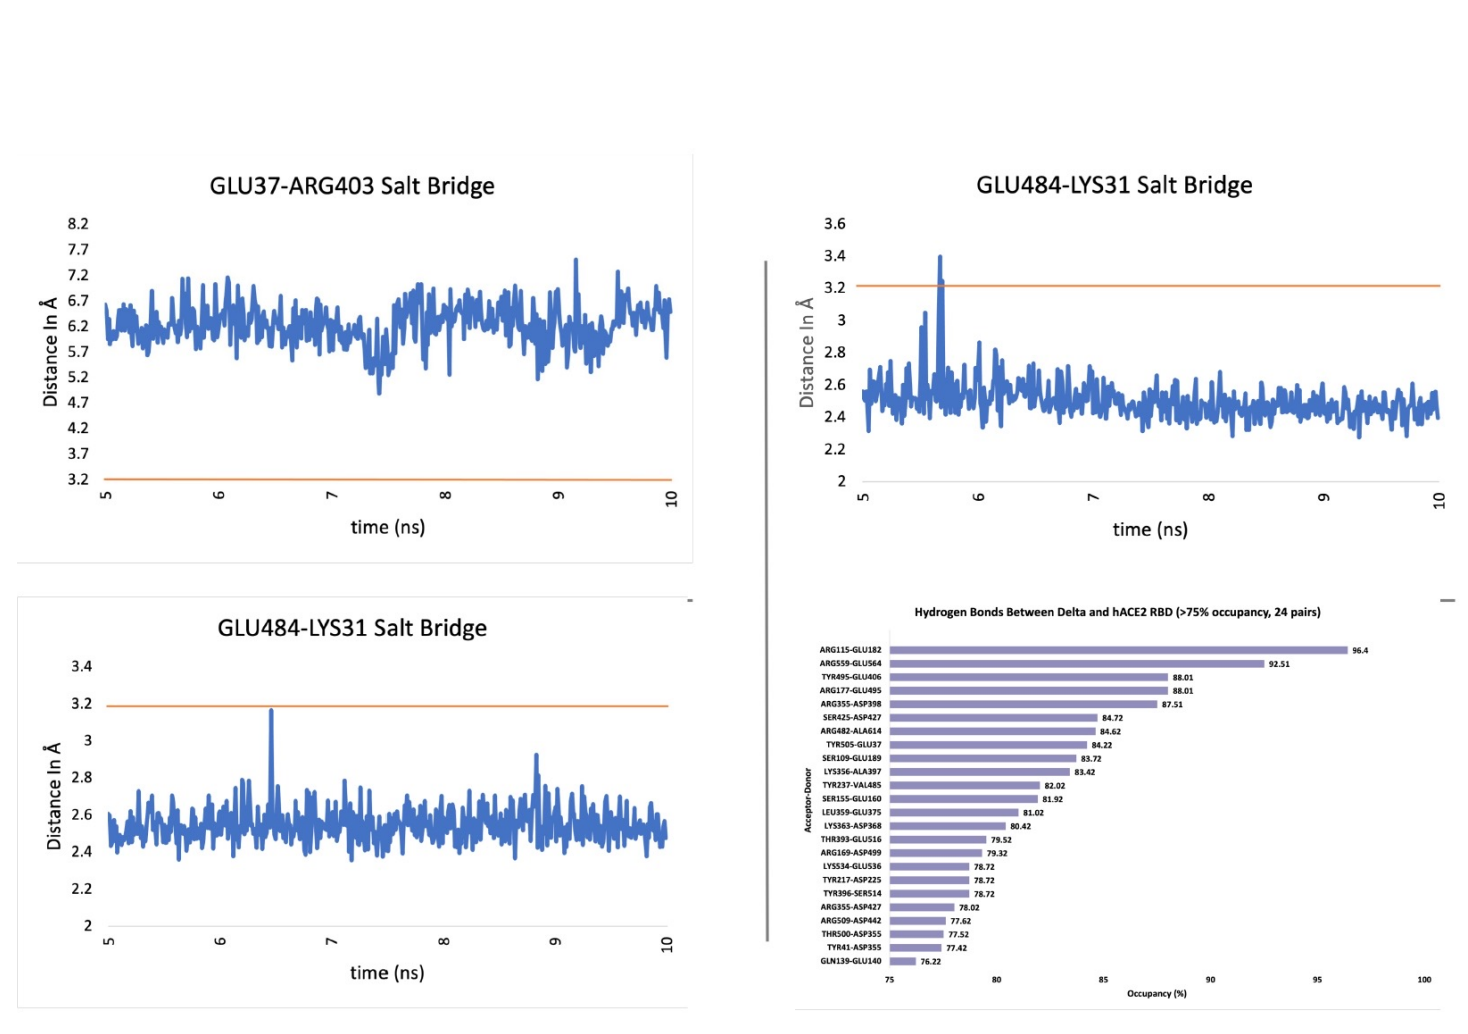 GLU37-ARG403 Salt Bridge
8.2
7.7
7.2
6.7
6.2
5.7
5.2
4.7
4.2
3.7
3.2
Distance In Å
5 6 7 8 9 10
time (ns)
GLU484-LYS31 Salt Bridge
3.6
3.4
3.2
3
2.8
2.6
2.4
2.2
2
Distance In Å
5 6 7 8 9 10
time (ns)
GLU484-LYS31 Salt Bridge
3.4
3.2
3
2.8
2.6
2.4
2.2
2
Distance In Å
5 6 7 8 9 10
time (ns)
Hydrogen Bonds Between Delta and hACE2 RBD (>75% occupancy, 24 pairs)
Acceptor-Donor
ARG115-GLU182 96.4
ARG559-GLU564 92.51
TYR495-GLU406 88.01
ARG177-GLU495 88.01
ARG355-ASP398 87.51
SER425-ASP427 84.72
ARG482-ALA614 84.62
TYR505-GLU37 84.22
SER109-GLU189 83.72
LYS356-ALA397 83.42
TYR237-VAL485 82.02
SER155-GLU160 81.92
LEU359-GLU375 81.02
LYS363-ASP368 80.42
THR393-GLU516 79.52
ARG169-ASP499 79.32
LYS534-GLU536 78.72
TYR217-ASP225 78.72
TYR396-SER514 78.72
ARG355-ASP427 78.02
ARG509-ASP442 77.62
THR500-ASP355 77.52
TYR41-ASP355 77.42
GLN139-GLU140 76.22
75 80 85 90 95 100
Occupancy (%)